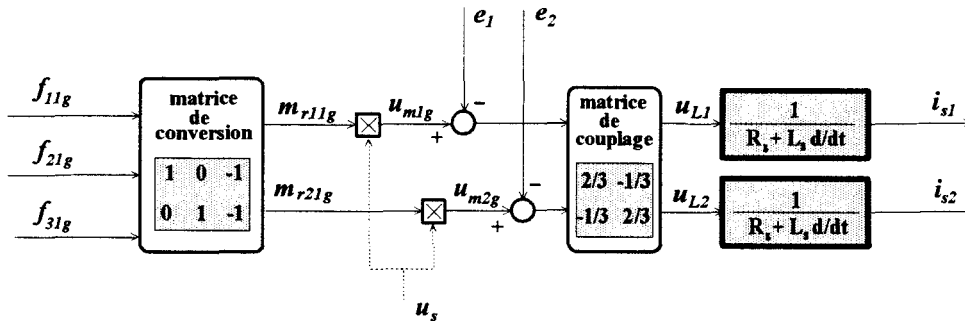 e1 e2
f11g
f21g
f31g
matrice
de
conversion
1 0 -1
0 1 -1
mr11g
mr21g
um1g
um2g
us
−
+
−
+
matrice
de
couplage
2/3 -1/3
-1/3 2/3
uL1
uL2
1
Rs + Ls d/dt
1
Rs + Ls d/dt
is1
is2